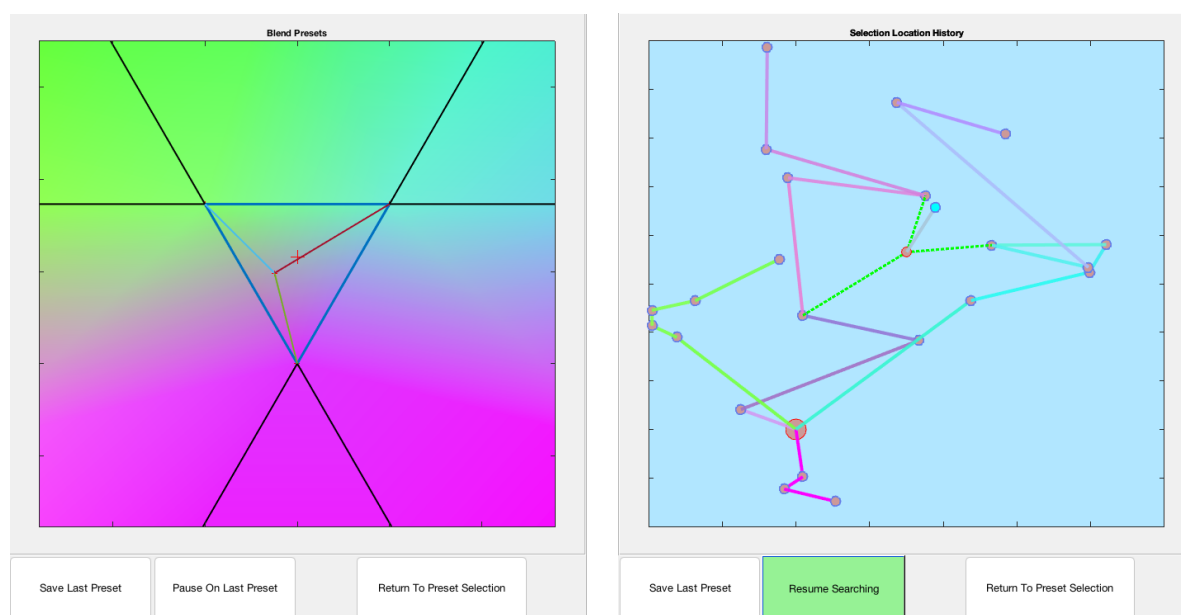 Blend Presets
Selection Location History
Save Last Preset
Pause On Last Preset
Return To Preset Selection
Save Last Preset
Resume Searching
Return To Preset Selection